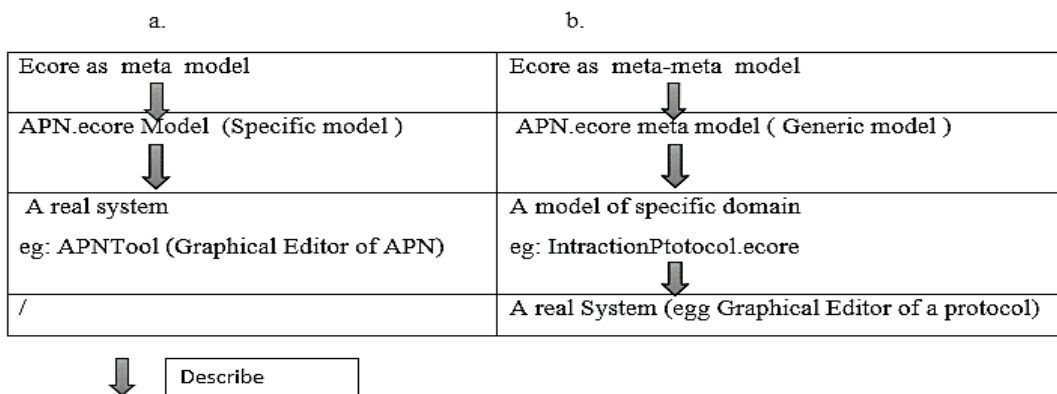 a.
b.
Ecore as meta model
Ecore as meta-meta model
APN.ecore Model (Specific model )
APN.ecore meta model ( Generic model )
A real system
eg: APNTool (Graphical Editor of APN)
A model of specific domain
eg: IntractionPtotocol.ecore
/
A real System (egg Graphical Editor of a protocol)
Describe